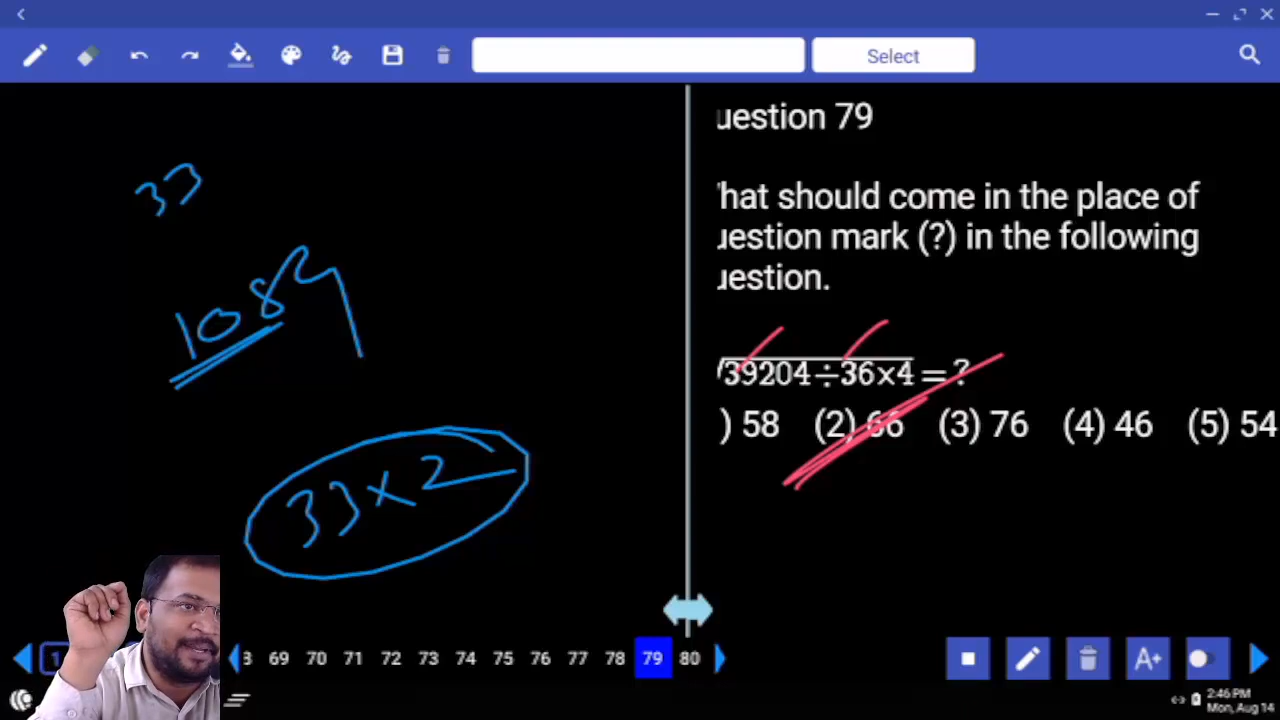 Select
33
1089
33×2
uestion 79
hat should come in the place of
uestion mark (?) in the following
uestion.
39204÷36×4=?
) 58 (2) 66 (3) 76 (4) 46 (5) 54
3 69 70 71 72 73 74 75 76 77 78 79 80
A+
2:46 PM
Mon, Aug 14